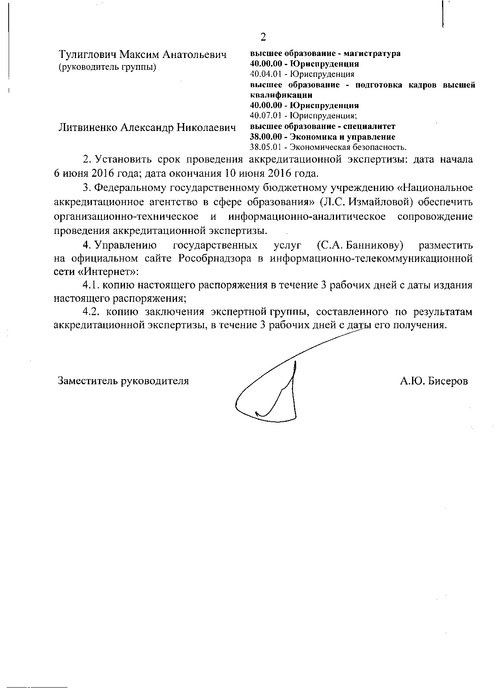 2
Тулиглович Максим Анатольевич
(руководитель группы)
высшее образование - магистратура
40.00.00 - Юриспруденция
40.04.01 - Юриспруденция
высшее образование - подготовка кадров высшей
квалификации
40.00.00 - Юриспруденция
40.07.01 - Юриспруденция;
Литвиненко Александр Николаевич
высшее образование - специалитет
38.00.00 - Экономика и управление
38.05.01 - Экономическая безопасность.
2. Установить срок проведения аккредитационной экспертизы: дата начала
6 июня 2016 года; дата окончания 10 июня 2016 года.
3. Федеральному государственному бюджетному учреждению «Национальное
аккредитационное агентство в сфере образования» (Л.С. Измайловой) обеспечить
организационно-техническое и информационно-аналитическое сопровождение
проведения аккредитационной экспертизы.
4. Управлению государственных услуг (С.А. Банникову) разместить
на официальном сайте Рособрнадзора в информационно-телекоммуникационной
сети «Интернет»:
4.1. копию настоящего распоряжения в течение 3 рабочих дней с даты издания
настоящего распоряжения;
4.2. копию заключения экспертной группы, составленного по результатам
аккредитационной экспертизы, в течение 3 рабочих дней с даты его получения.
Заместитель руководителя
А.Ю. Бисеров